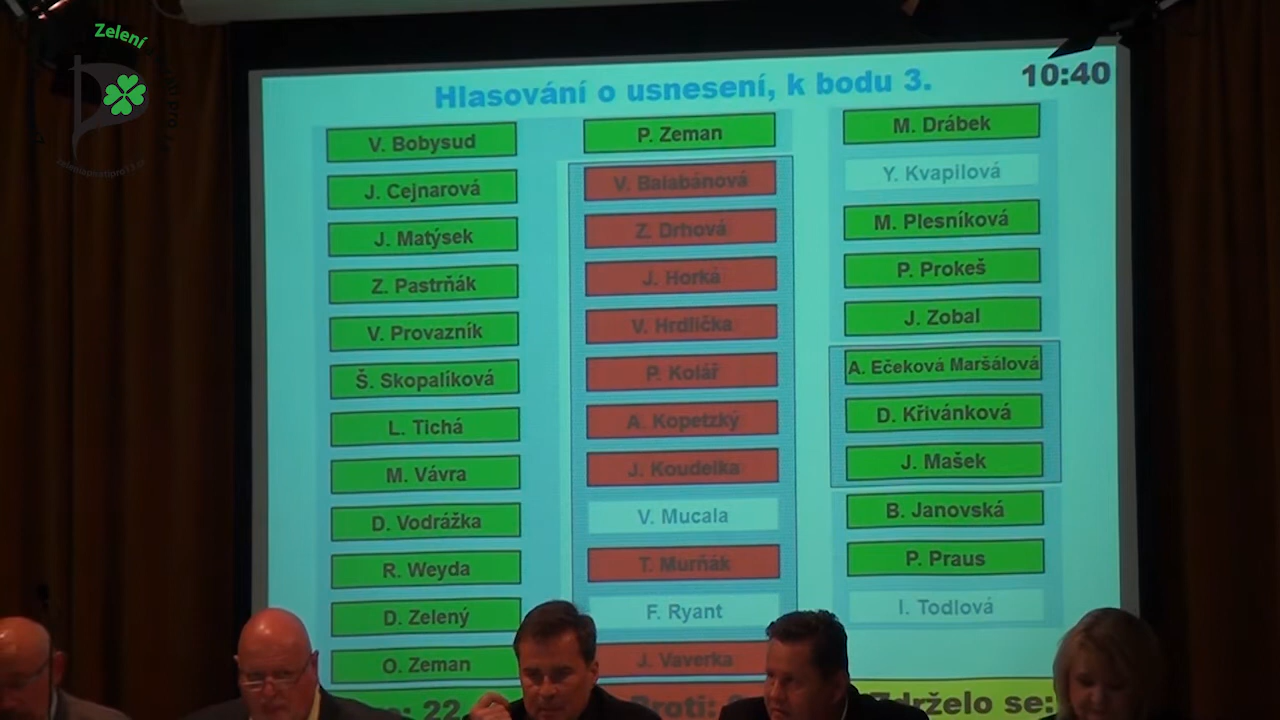 Zelení
Hlasování o usnesení, k bodu 3.
10:40
V. Bobysud
J. Cejnarová
J. Matýsek
Z. Pastrňák
V. Provazník
Š. Skopalíková
L. Tichá
M. Vávra
D. Vodrážka
R. Weyda
D. Zelený
O. Zeman
P. Zeman
V. Balabánová
Z. Drhová
J. Horká
V. Hrdlička
P. Kolář
A. Kopetzký
J. Koudelka
V. Mucala
T. Murňák
F. Ryant
J. Vaverka
M. Drábek
Y. Kvapilová
M. Plesníková
P. Prokeš
J. Zobal
A. Ečeková Maršálová
D. Křivánková
J. Mašek
B. Janovská
P. Praus
I. Todlová
22
Proti:
Zdrželo se: